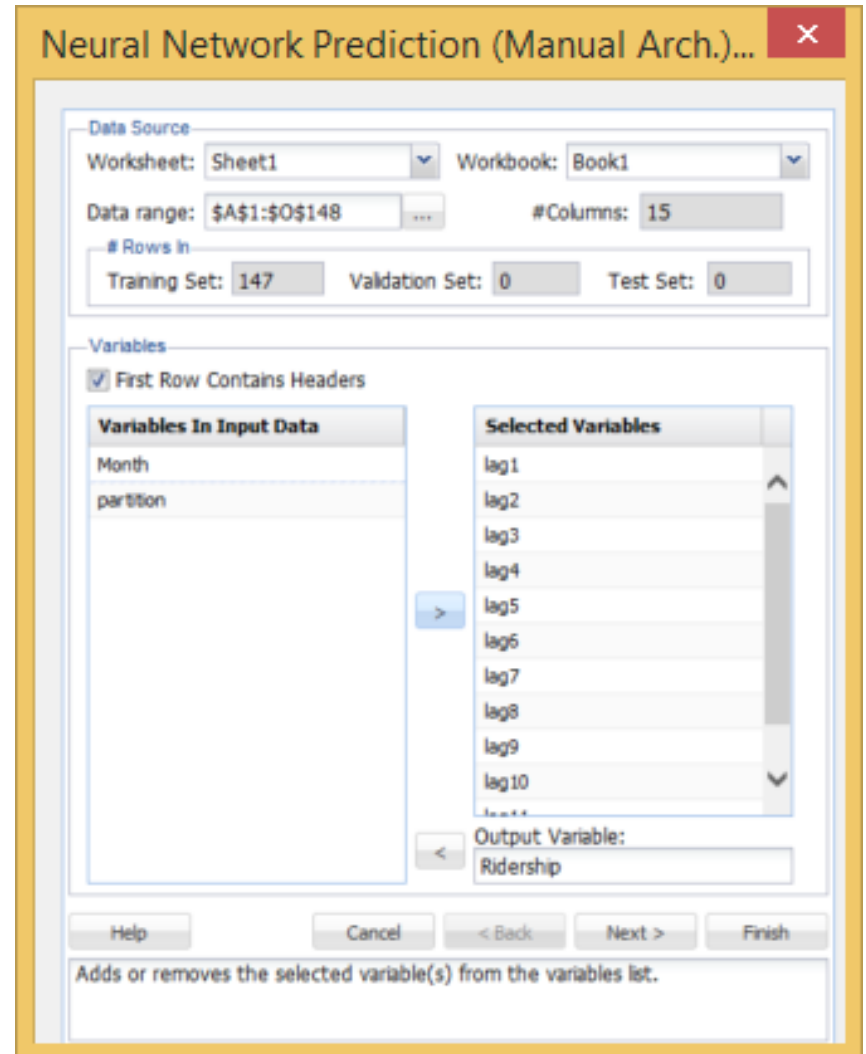 Neural Network Prediction (Manual Arch.)...
Data Source
Worksheet: Sheet1 Workbook: Book1
Data range: $A$1:$O$148 ... #Columns: 15
# Rows In
Training Set: 147 Validation Set: 0 Test Set: 0
Variables
First Row Contains Headers
Variables In Input Data
Month
partition
>
<
Selected Variables
lag1
lag2
lag3
lag4
lag5
lag6
lag7
lag8
lag9
lag10
Output Variable:
Ridership
Help Cancel < Back Next > Finish
Adds or removes the selected variable(s) from the variables list.